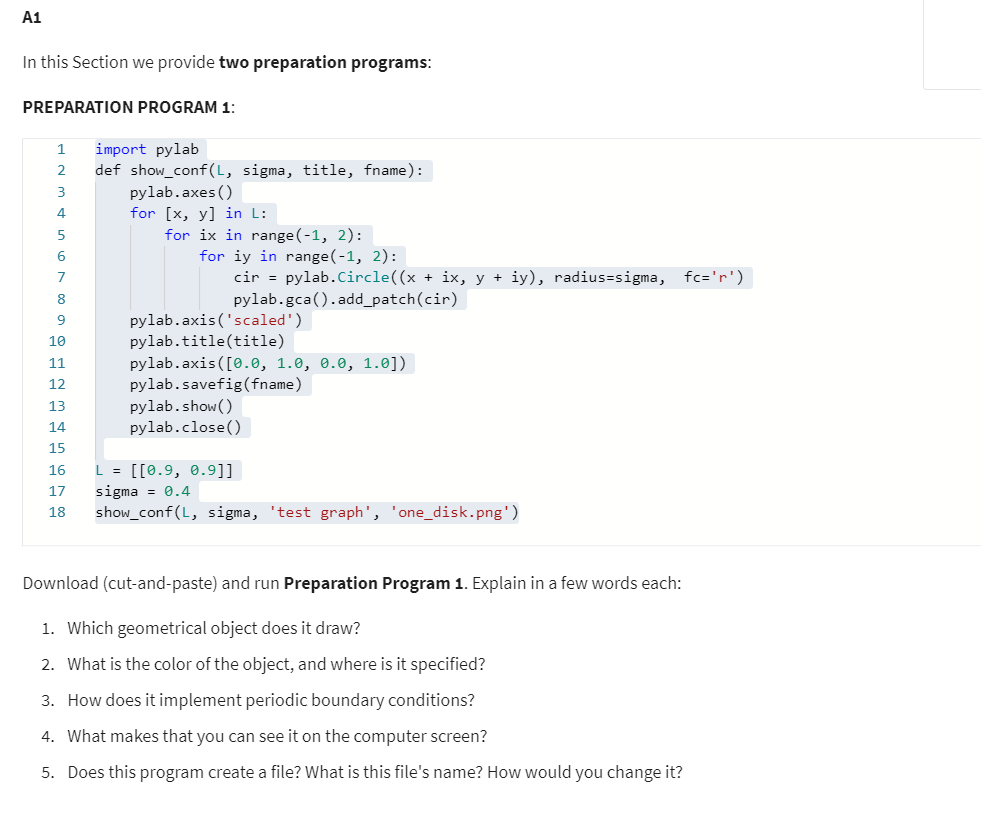 A1
In this Section we provide two preparation programs:
PREPARATION PROGRAM 1:
1 import pylab
2 def show_conf(L, sigma, title, fname):
3     pylab.axes()
4     for [x, y] in L:
5         for ix in range(-1, 2):
6             for iy in range(-1, 2):
7                 cir = pylab.Circle((x + ix, y + iy), radius=sigma,  fc='r')
8                 pylab.gca().add_patch(cir)
9     pylab.axis('scaled')
10     pylab.title(title)
11     pylab.axis([0.0, 1.0, 0.0, 1.0])
12     pylab.savefig(fname)
13     pylab.show()
14     pylab.close()
15
16 L = [[0.9, 0.9]]
17 sigma = 0.4
18 show_conf(L, sigma, 'test graph', 'one_disk.png')
Download (cut-and-paste) and run Preparation Program 1. Explain in a few words each:
1. Which geometrical object does it draw?
2. What is the color of the object, and where is it specified?
3. How does it implement periodic boundary conditions?
4. What makes that you can see it on the computer screen?
5. Does this program create a file? What is this file's name? How would you change it?